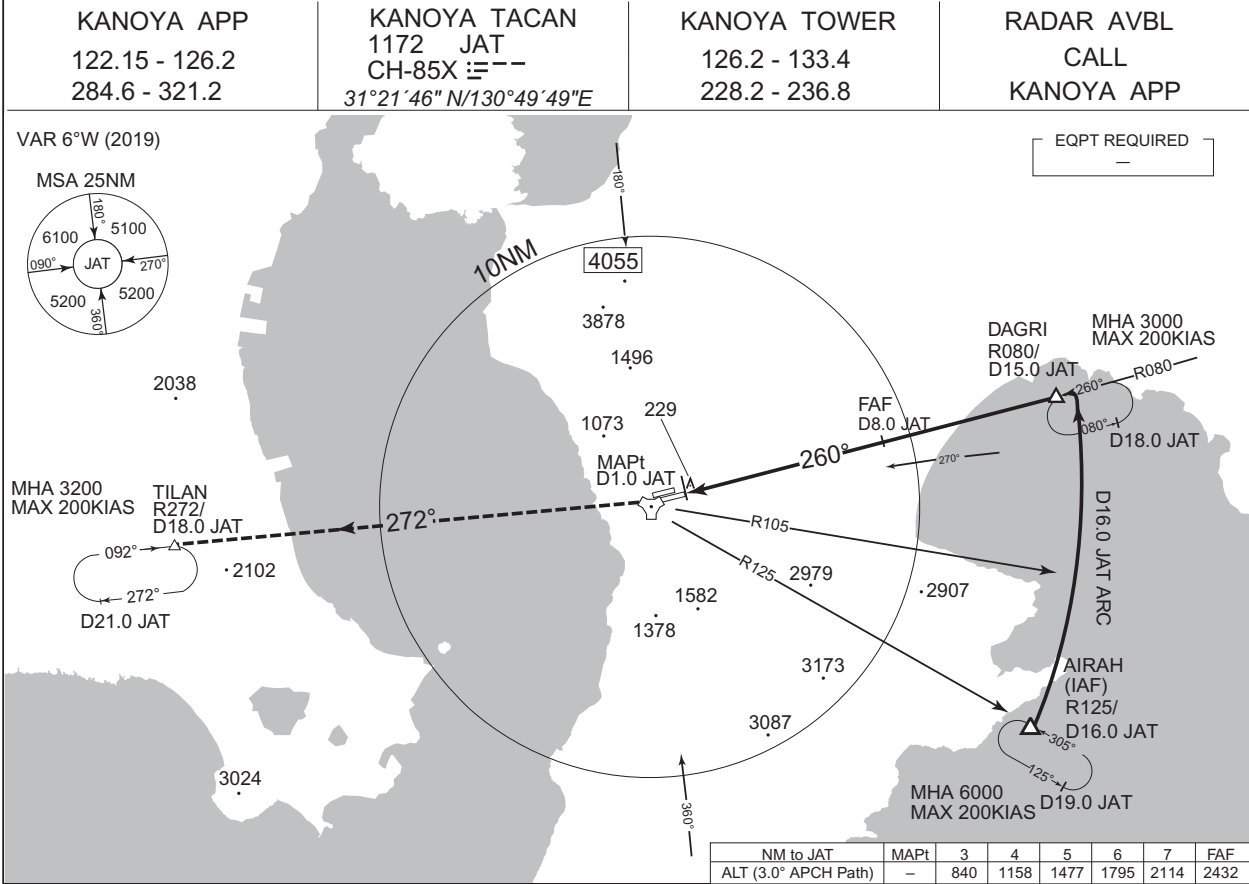 KANOYA APP
122.15 - 126.2
284.6 - 321.2
KANOYA TACAN
1172 JAT
CH-85X
31°21´46" N/130°49´49"E
KANOYA TOWER
126.2 - 133.4
228.2 - 236.8
RADAR AVBL
CALL
KANOYA APP
VAR 6°W (2019)
MSA 25NM
180°
6100
5100
090°
JAT
270°
5200
5200
360°
EQPT REQUIRED
–
180°
10NM
4055
3878
1496
2038
1073
229
MAPt
D1.0 JAT
FAF
D8.0 JAT
260°
270°
DAGRI
R080/
D15.0 JAT
MHA 3000
MAX 200KIAS
R080
260°
080°
D18.0 JAT
MHA 3200
MAX 200KIAS
TILAN
R272/
D18.0 JAT
272°
092°
272°
D21.0 JAT
2102
R105
R125
2979
2907
1582
1378
3173
3087
D16.0 JAT ARC
AIRAH
(IAF)
R125/
D16.0 JAT
305°
125°
D19.0 JAT
MHA 6000
MAX 200KIAS
3024
360°
NM to JAT MAPt 3 4 5 6 7 FAF
ALT (3.0° APCH Path) – 840 1158 1477 1795 2114 2432